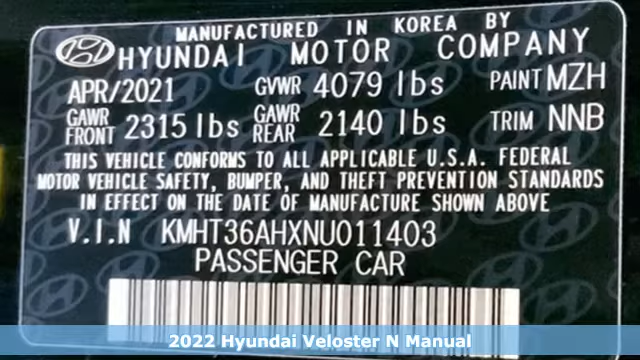 MANUFACTURED IN KOREA BY
HYUNDAI MOTOR COMPANY
APR/2021 GVWR 4079 lbs PAINT MZH
GAWR FRONT 2315 lbs GAWR REAR 2140 lbs TRIM NNB
THIS VEHICLE CONFORMS TO ALL APPLICABLE U.S.A. FEDERAL
MOTOR VEHICLE SAFETY, BUMPER, AND THEFT PREVENTION STANDARDS
IN EFFECT ON THE DATE OF MANUFACTURE SHOWN ABOVE
V.I.N KMHT36AHXNU011403
PASSENGER CAR
2022 Hyundai Veloster N Manual